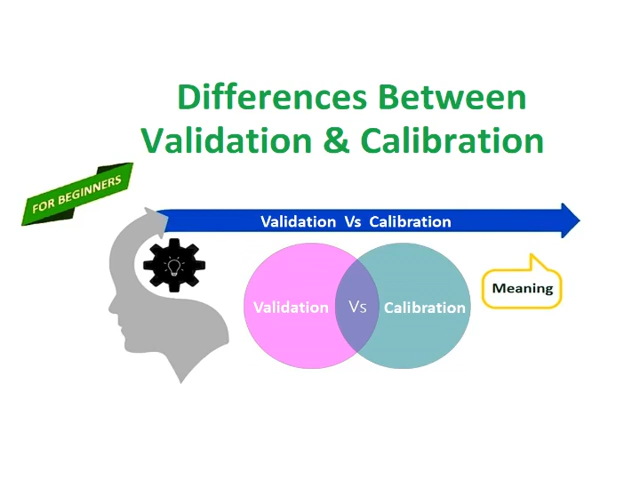 Differences Between
Validation & Calibration
FOR BEGINNERS
Validation Vs Calibration
Validation Vs Calibration
Meaning